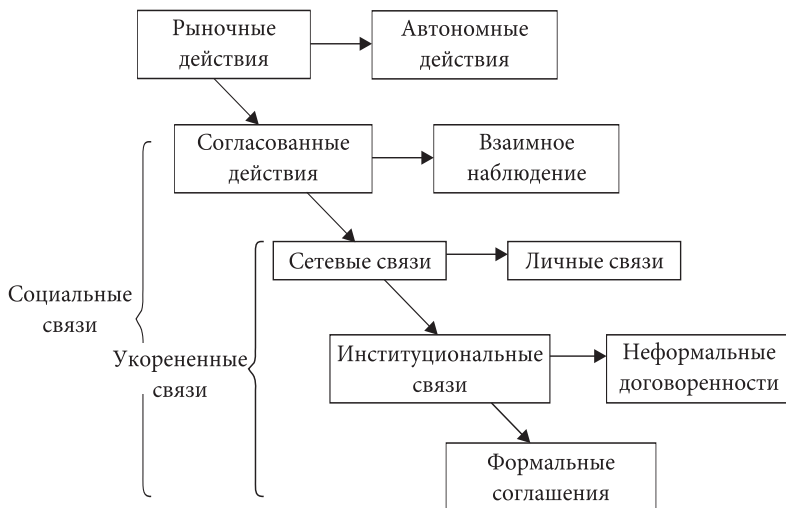 Рыночные
действия
Автономные
действия
Согласованные
действия
Взаимное
наблюдение
Сетевые связи
Личные связи
Социальные
связи
Укорененные
связи
Институциональные
связи
Неформальные
договоренности
Формальные
соглашения